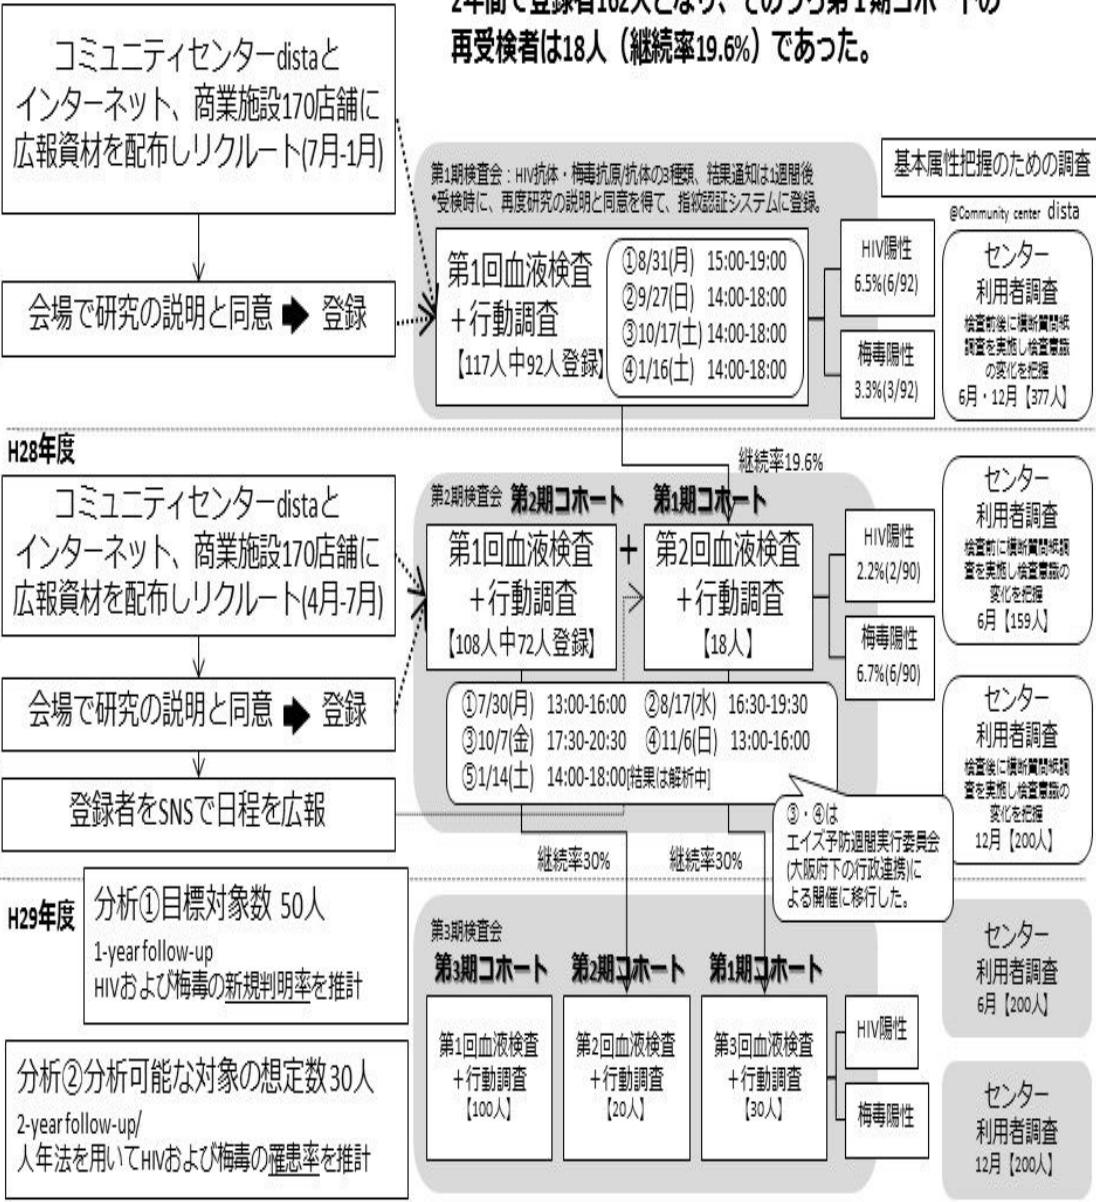 2年間で登録者162人となり、そのうち第1期コホートの
再受検者は18人（継続率19.6%）であった。
コミュニティセンターdistaと
インターネット、商業施設170店舗に
広報資材を配布しリクルート(7月-1月)
会場で研究の説明と同意➡登録
第1期検査会：HIV抗体・梅毒抗原/抗体の3種類、結果通知は1週間後
*受検時に、再度研究の説明と同意を得て、指紋認証システムに登録。
第1回血液検査
＋行動調査
【117人中92人登録】
①8/31(月) 15:00-19:00
②9/27(日) 14:00-18:00
③10/17(土) 14:00-18:00
④1/16(土) 14:00-18:00
HIV陽性
6.5%(6/92)
梅毒陽性
3.3%(3/92)
基本属性把握のための調査
@Community center dista
センター
利用者調査
検査前後に横断質問紙
調査を実施し検査意識
の変化を把握
6月・12月【377人】
継続率19.6%
H28年度
コミュニティセンターdistaと
インターネット、商業施設170店舗に
広報資材を配布しリクルート(4月-7月)
会場で研究の説明と同意➡登録
登録者をSNSで日程を広報
第2期検査会 第2期コホート 第1期コホート
第1回血液検査
＋行動調査
【108人中72人登録】
＋
第2回血液検査
＋行動調査
【18人】
①7/30(月) 13:00-16:00 ②8/17(水) 16:30-19:30
③10/7(金) 17:30-20:30 ④11/6(日) 13:00-16:00
⑤1/14(土) 14:00-18:00[結果は解析中]
HIV陽性
2.2%(2/90)
梅毒陽性
6.7%(6/90)
センター
利用者調査
検査前に横断質問紙調
査を実施し検査意識の
変化を把握
6月【159人】
センター
利用者調査
検査後に横断質問紙調
査を実施し検査意識の
変化を把握
12月【200人】
③・④は
エイズ予防週間実行委員会
(大阪府下の行政連携)に
よる開催に移行した。
継続率30%
継続率30%
H29年度
分析①目標対象数 50人
1-year follow-up
HIVおよび梅毒の新規判明率を推計
分析②分析可能な対象の想定数30人
2-year follow-up/
人年法を用いてHIVおよび梅毒の罹患率を推計
第3期検査会
第3期コホート 第2期コホート 第1期コホート
第1回血液検査
＋行動調査
【100人】
第2回血液検査
＋行動調査
【20人】
第3回血液検査
＋行動調査
【30人】
HIV陽性
梅毒陽性
センター
利用者調査
6月【200人】
センター
利用者調査
12月【200人】